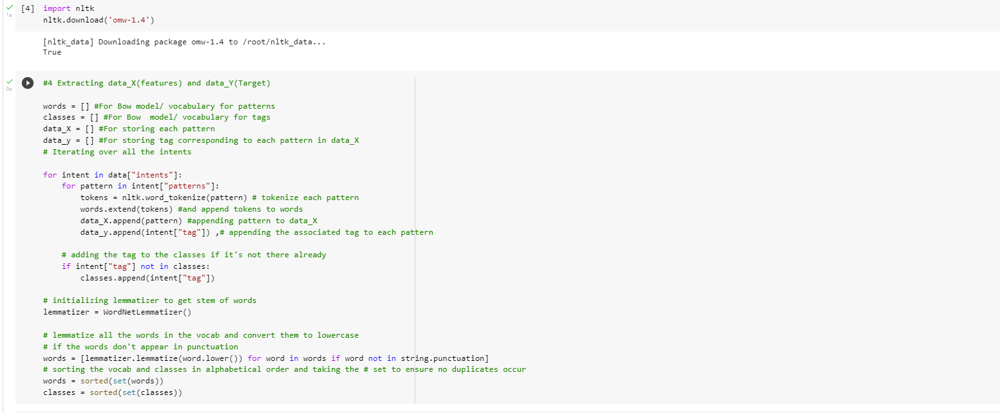 [4] import nltk
1s
nltk.download('omw-1.4')
[nltk_data] Downloading package omw-1.4 to /root/nltk_data...
True
#4 Extracting data_X(features) and data_Y(Target)
0s
words = [] #For Bow model/ vocabulary for patterns
classes = [] #For Bow  model/ vocabulary for tags
data_X = [] #For storing each pattern
data_y = [] #For storing tag corresponding to each pattern in data_X
# Iterating over all the intents
for intent in data["intents"]:
    for pattern in intent["patterns"]:
        tokens = nltk.word_tokenize(pattern) # tokenize each pattern
        words.extend(tokens) #and append tokens to words
        data_X.append(pattern) #appending pattern to data_X
        data_y.append(intent["tag"]) ,# appending the associated tag to each pattern
    # adding the tag to the classes if it's not there already
    if intent["tag"] not in classes:
        classes.append(intent["tag"])
# initializing lemmatizer to get stem of words
lemmatizer = WordNetLemmatizer()
# lemmatize all the words in the vocab and convert them to lowercase
# if the words don't appear in punctuation
words = [lemmatizer.lemmatize(word.lower()) for word in words if word not in string.punctuation]
# sorting the vocab and classes in alphabetical order and taking the # set to ensure no duplicates occur
words = sorted(set(words))
classes = sorted(set(classes))